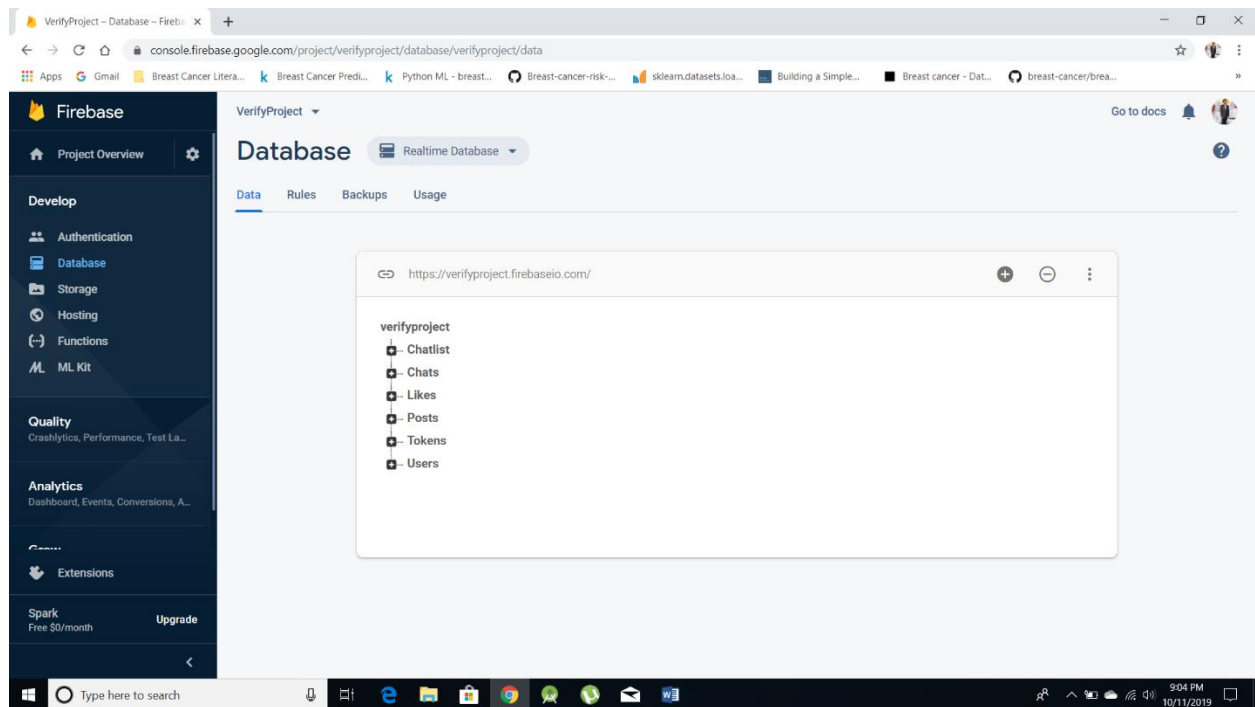 VerifyProject – Database – Fireba
console.firebase.google.com/project/verifyproject/database/verifyproject/data
Apps Gmail Breast Cancer Litera... Breast Cancer Predi... Python ML - breast... Breast-cancer-risk-... sklearn.datasets.loa... Building a Simple... Breast cancer - Dat... breast-cancer/brea... »
Firebase
Project Overview
Develop
Authentication
Database
Storage
Hosting
Functions
ML Kit
Quality
Crashlytics, Performance, Test La...
Analytics
Dashboard, Events, Conversions, A...
Grow
Extensions
Spark
Free $0/month
Upgrade
VerifyProject
Go to docs
Database
Realtime Database
Data Rules Backups Usage
https://verifyproject.firebaseio.com/
verifyproject
Chatlist
Chats
Likes
Posts
Tokens
Users
Type here to search
9:04 PM
10/11/2019